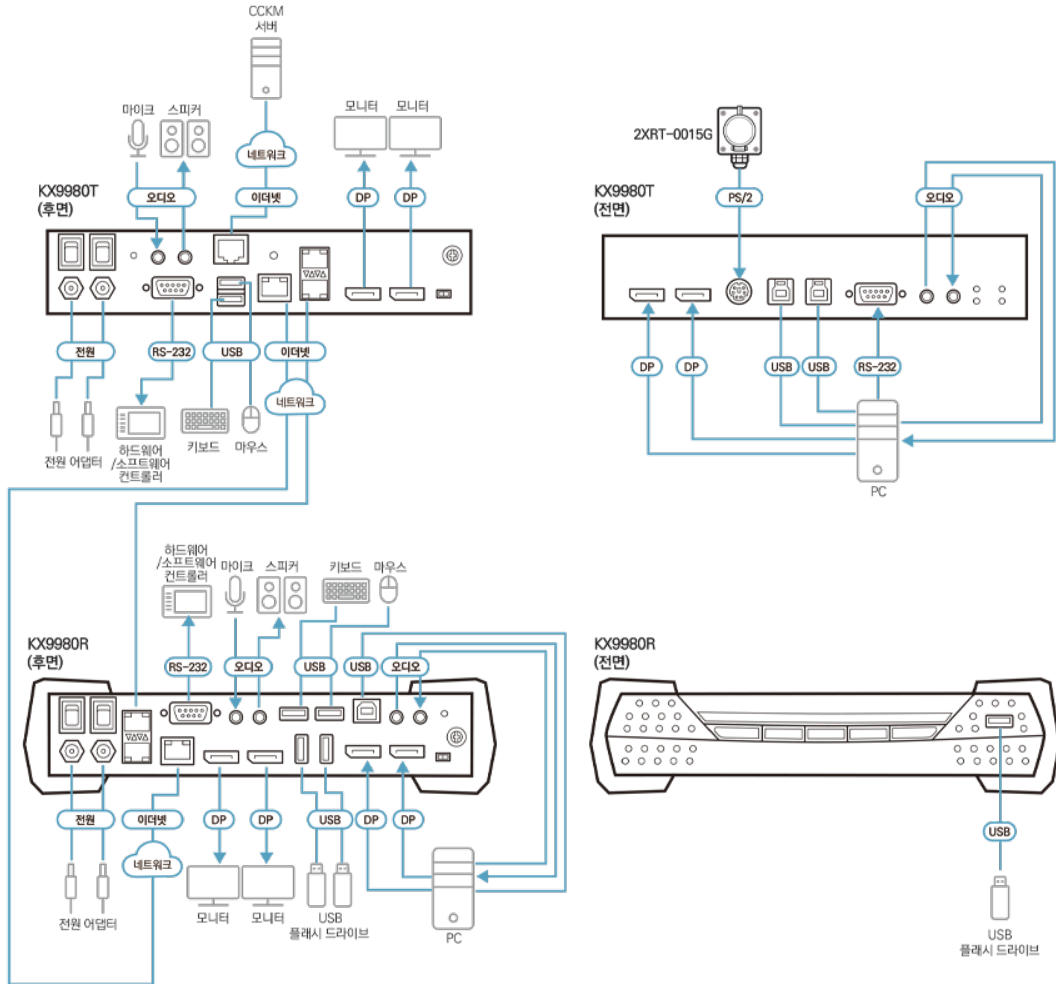 CCKM
서버
마이크
스피커
모니터
모니터
네트워크
KX9980T
(후면)
오디오
이더넷
DP
DP
전원
RS-232
USB
이더넷
네트워크
전원 어댑터
하드웨어
/소프트웨어
컨트롤러
키보드
마우스
2XRT-0015G
KX9980T
(전면)
PS/2
오디오
DP
DP
USB
USB
RS-232
PC
하드웨어
/소프트웨어
컨트롤러
마이크
스피커
키보드
마우스
KX9980R
(후면)
RS-232
오디오
USB
USB
오디오
전원
이더넷
DP
DP
USB
DP
DP
네트워크
전원 어댑터
모니터
모니터
USB
플래시 드라이브
PC
KX9980R
(전면)
USB
USB
플래시 드라이브